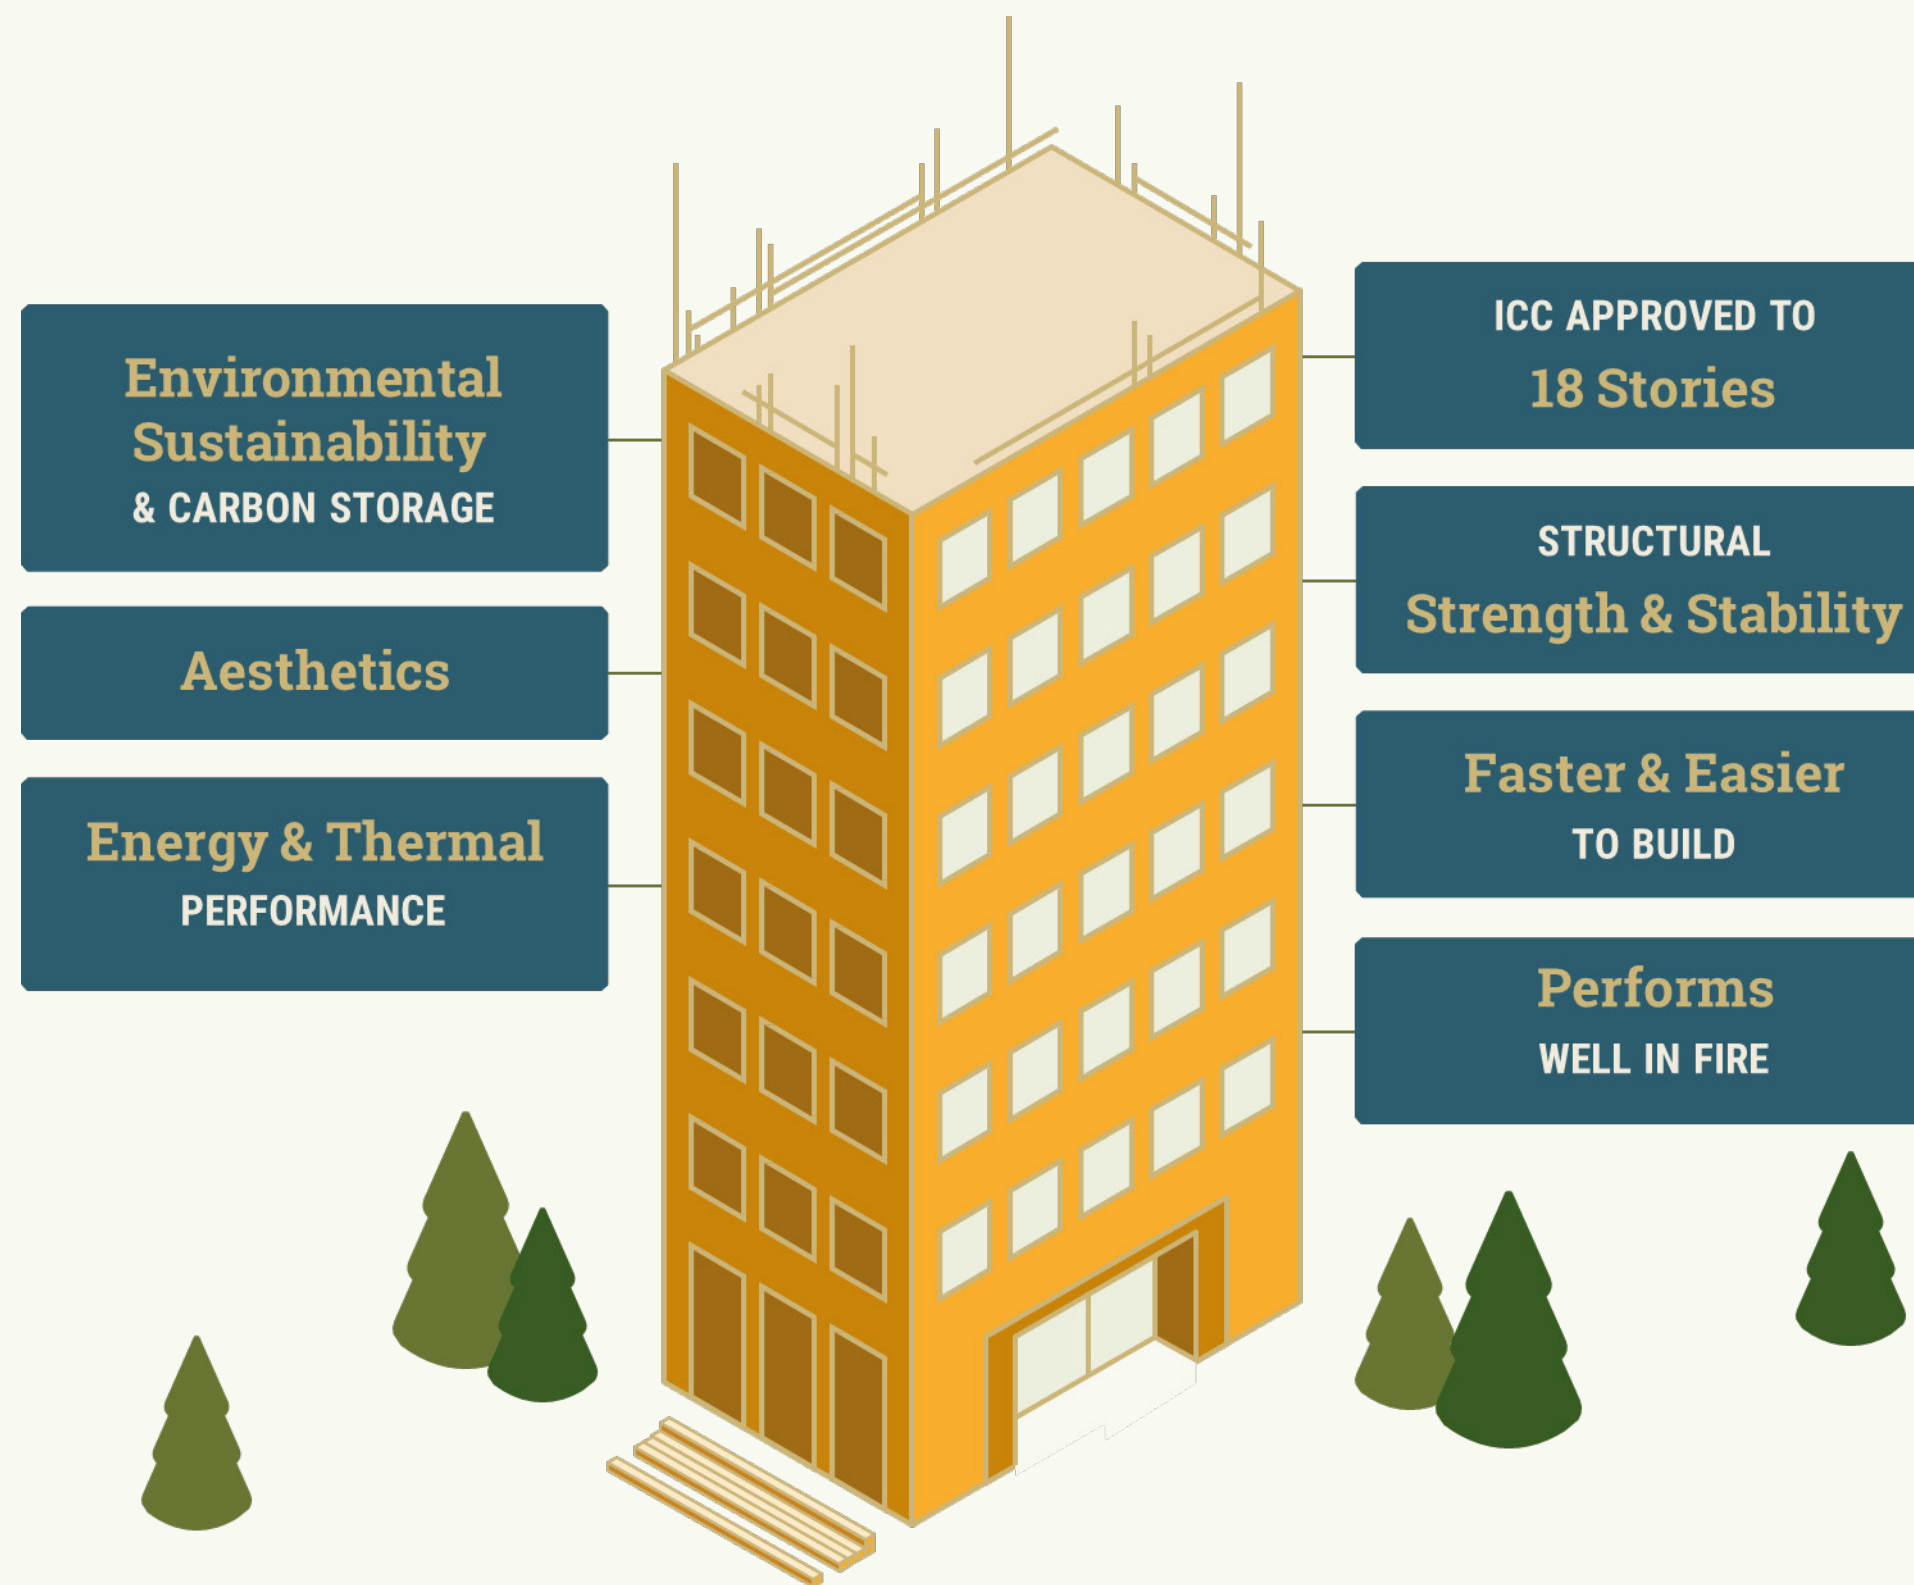 Environmental
Sustainability
& CARBON STORAGE
Aesthetics
Energy & Thermal
PERFORMANCE
ICC APPROVED TO
18 Stories
STRUCTURAL
Strength & Stability
Faster & Easier
TO BUILD
Performs
WELL IN FIRE